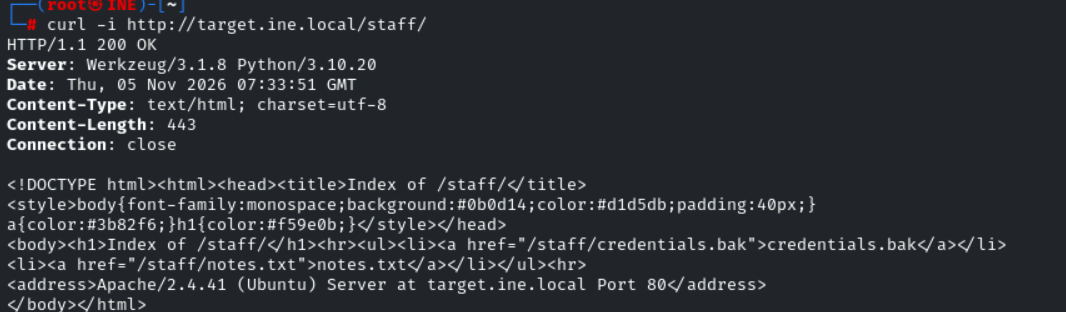 ┌──(root㉿INE)-[~]
└─# curl -i http://target.ine.local/staff/
HTTP/1.1 200 OK
Server: Werkzeug/3.1.8 Python/3.10.20
Date: Thu, 05 Nov 2026 07:33:51 GMT
Content-Type: text/html; charset=utf-8
Content-Length: 443
Connection: close

<!DOCTYPE html><html><head><title>Index of /staff/</title>
<style>body{font-family:monospace;background:#0b0d14;color:#d1d5db;padding:40px;}
a{color:#3b82f6;}h1{color:#f59e0b;}</style></head>
<body><h1>Index of /staff/</h1><hr><ul><li><a href="/staff/credentials.bak">credentials.bak</a></li>
<li><a href="/staff/notes.txt">notes.txt</a></li></ul><hr>
<address>Apache/2.4.41 (Ubuntu) Server at target.ine.local Port 80</address>
</body></html>